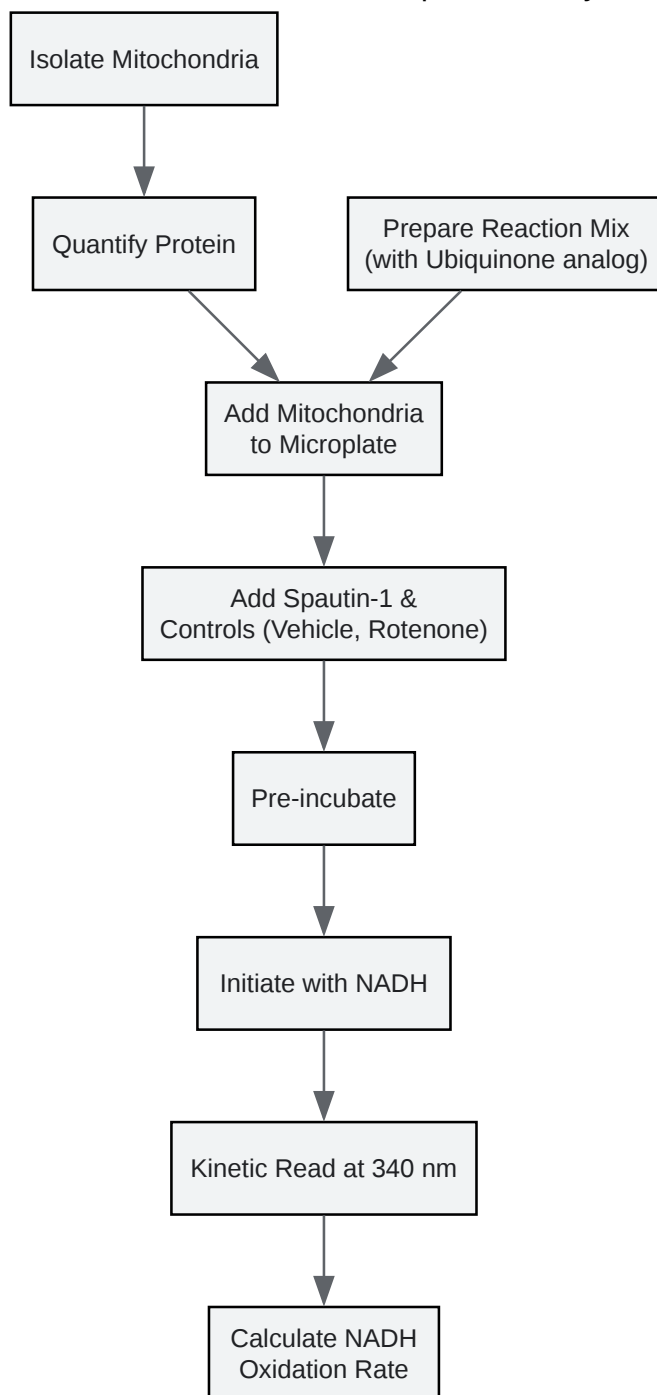 Isolate Mitochondria
Quantify Protein
Prepare Reaction Mix
(with Ubiquinone analog)
Add Mitochondria
to Microplate
Add Spautin-1 &
Controls (Vehicle, Rotenone)
Pre-incubate
Initiate with NADH
Kinetic Read at 340 nm
Calculate NADH
Oxidation Rate